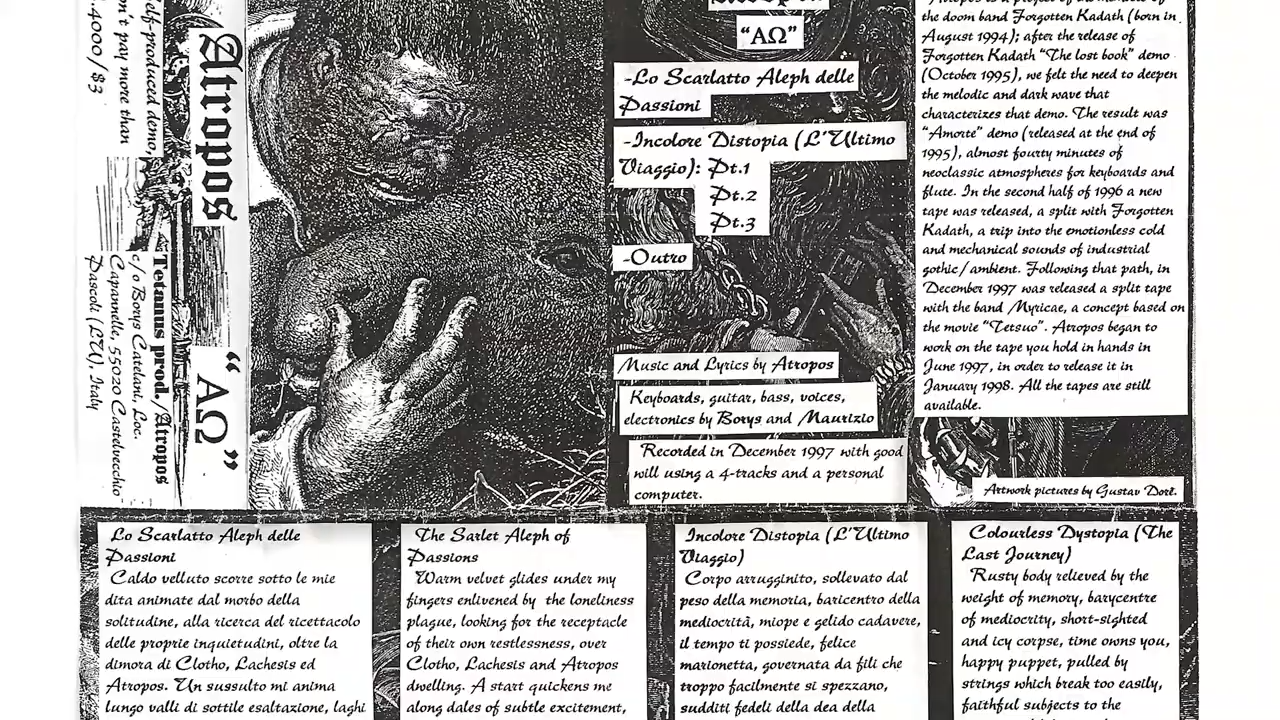 elf-produced demo,
on't pay more than
.4000 / $3
Tetanus prod./Atropos
c/o Borys Catelani, Loc.
Capannelle, 55020 Castelvecchio
Pascoli (LU), Italy
Atropos “ΑΩ”
“ΑΩ”
-Lo Scarlatto Aleph delle
Passioni
-Incolore Distopia (L'Ultimo
Viaggio): Pt.1
Pt.2
Pt.3
-Outro
Music and Lyrics by Atropos
Keyboards, guitar, bass, voices,
electronics by Borys and Maurizio
Recorded in December 1997 with good
will using a 4-tracks and a personal
computer.
the doom band Forgotten Kadath (born in
August 1994); after the release of
Forgotten Kadath “The lost book” demo
(October 1995), we felt the need to deepen
the melodic and dark wave that
characterizes that demo. The result was
“Amorte” demo (released at the end of
1995), almost fourty minutes of
neoclassic atmospheres for keyboards and
flute. In the second half of 1996 a new
tape was released, a split with Forgotten
Kadath, a trip into the emotionless cold
and mechanical sounds of industrial
gothic/ambient. Following that path, in
December 1997 was released a split tape
with the band Myricae, a concept based on
the movie “Tetsuo”. Atropos began to
work on the tape you hold in hands in
June 1997, in order to release it in
January 1998. All the tapes are still
available.
Artwork pictures by Gustav Dorè.
Lo Scarlatto Aleph delle
Passioni
Caldo velluto scorre sotto le mie
dita animate dal morbo della
solitudine, alla ricerca del ricettacolo
delle proprie inquietudini, oltre la
dimora di Clotho, Lachesis ed
Atropos. Un sussulto mi anima
lungo valli di sottile esaltazione, laghi
The Sarlet Aleph of
Passions
Warm velvet glides under my
fingers enlivened by the loneliness
plague, looking for the receptacle
of their own restlessness, over
Clotho, Lachesis and Atropos
dwelling. A start quickens me
along dales of subtle excitement,
Incolore Distopia (L'Ultimo
Viaggio)
Corpo arrugginito, sollevato dal
peso della memoria, baricentro della
mediocrità, miope e gelido cadavere,
il tempo ti possiede, felice
marionetta, governata da fili che
troppo facilmente si spezzano,
sudditi fedeli della dea della
Colourless Dystopia (The
Last Journey)
Rusty body relieved by the
weight of memory, barycentre
of mediocrity, short-sighted
and icy corpse, time owns you,
happy puppet, pulled by
strings which break too easily,
faithful subjects to the